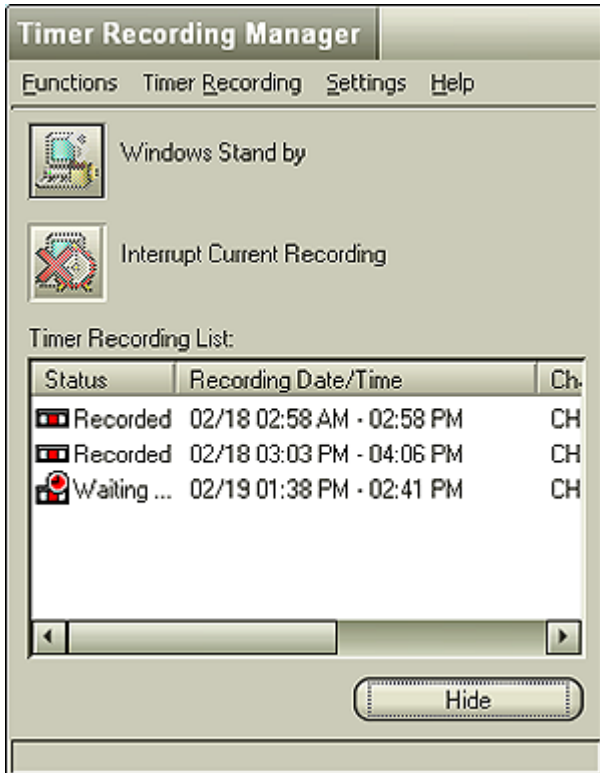 Timer Recording Manager
Functions Timer Recording Settings Help
Windows Stand by
Interrupt Current Recording
Timer Recording List:
Status Recording Date/Time Ch
Recorded 02/18 02:58 AM - 02:58 PM CH
Recorded 02/18 03:03 PM - 04:06 PM CH
Waiting ... 02/19 01:38 PM - 02:41 PM CH
Hide